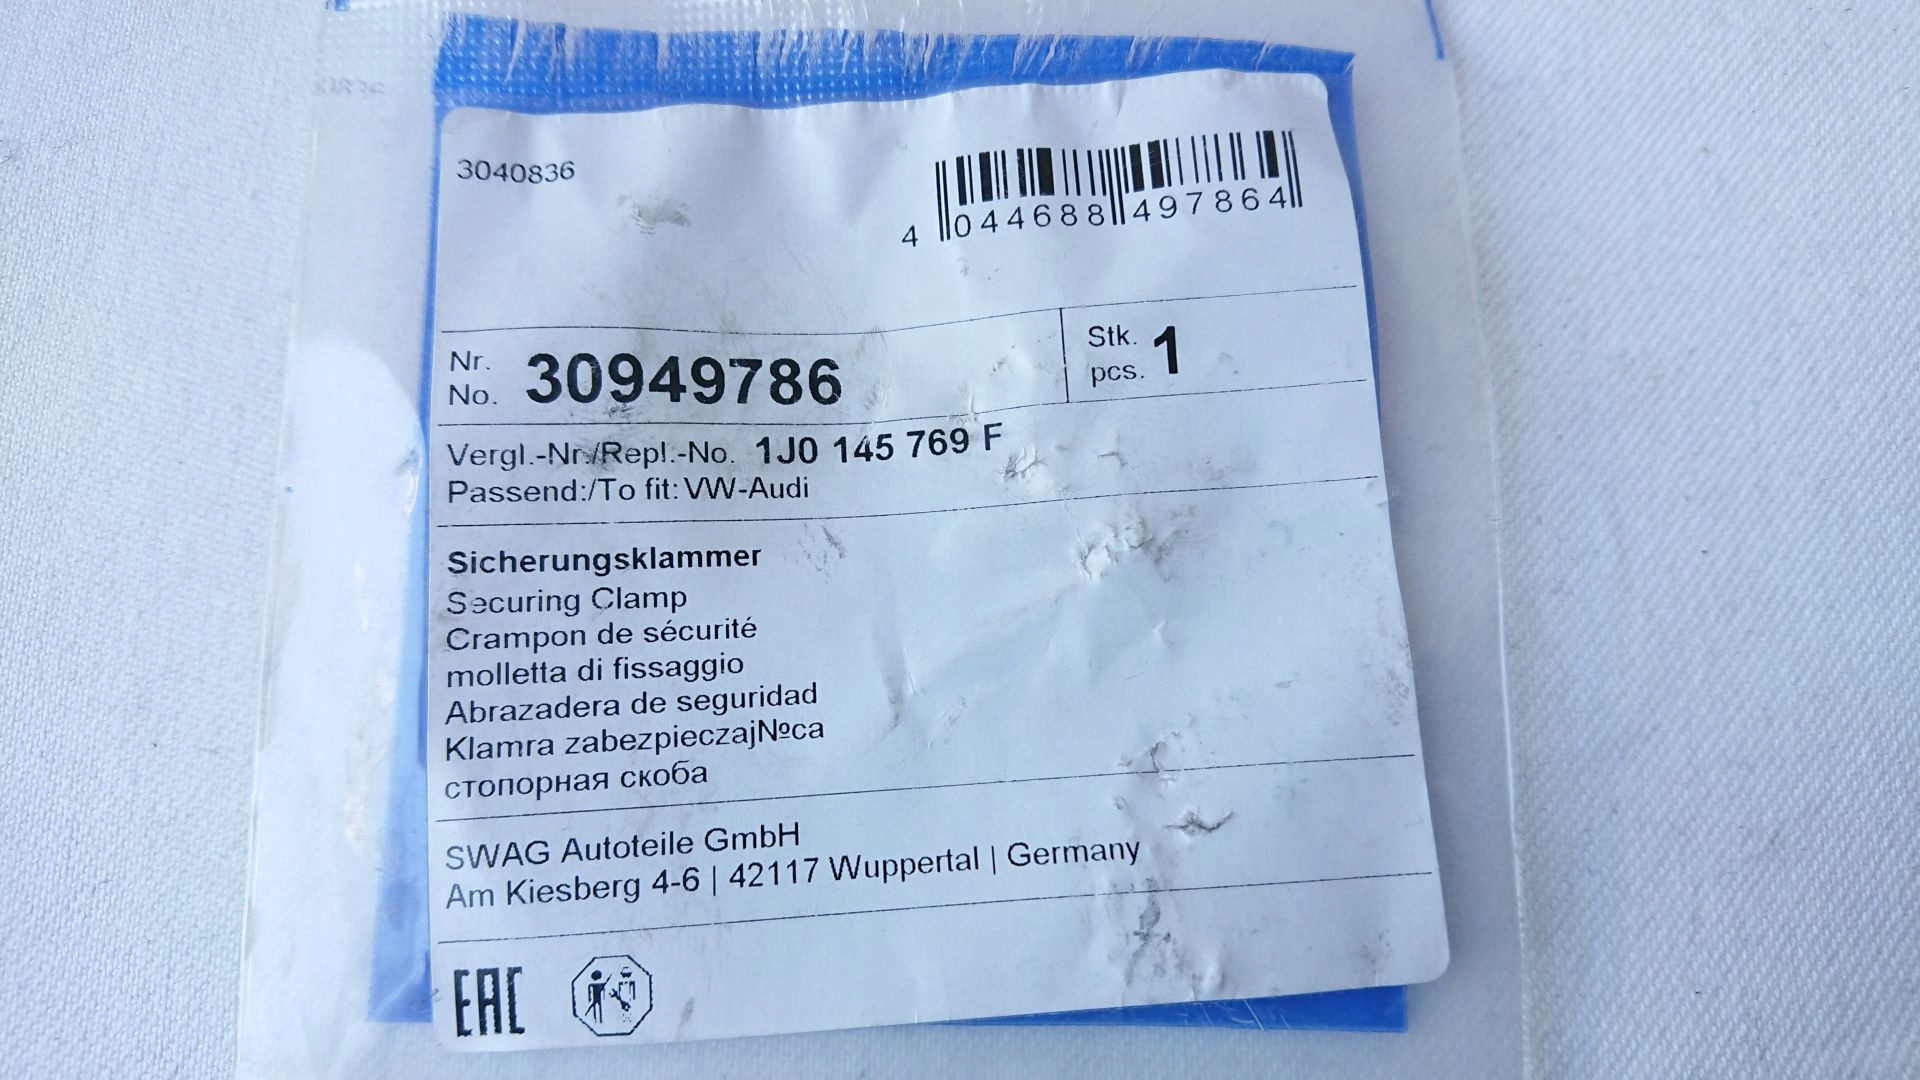 3040836
4 044688 497864
Nr. No. 30949786
Stk. pcs. 1
Vergl.-Nr./Repl.-No. 1J0 145 769 F
Passend:/To fit: VW-Audi
Sicherungsklammer
Securing Clamp
Crampon de sécurité
molletta di fissaggio
Abrazadera de seguridad
Klamra zabezpieczaj№ca
стопорная скоба
SWAG Autoteile GmbH
Am Kiesberg 4-6 | 42117 Wuppertal | Germany
EAC